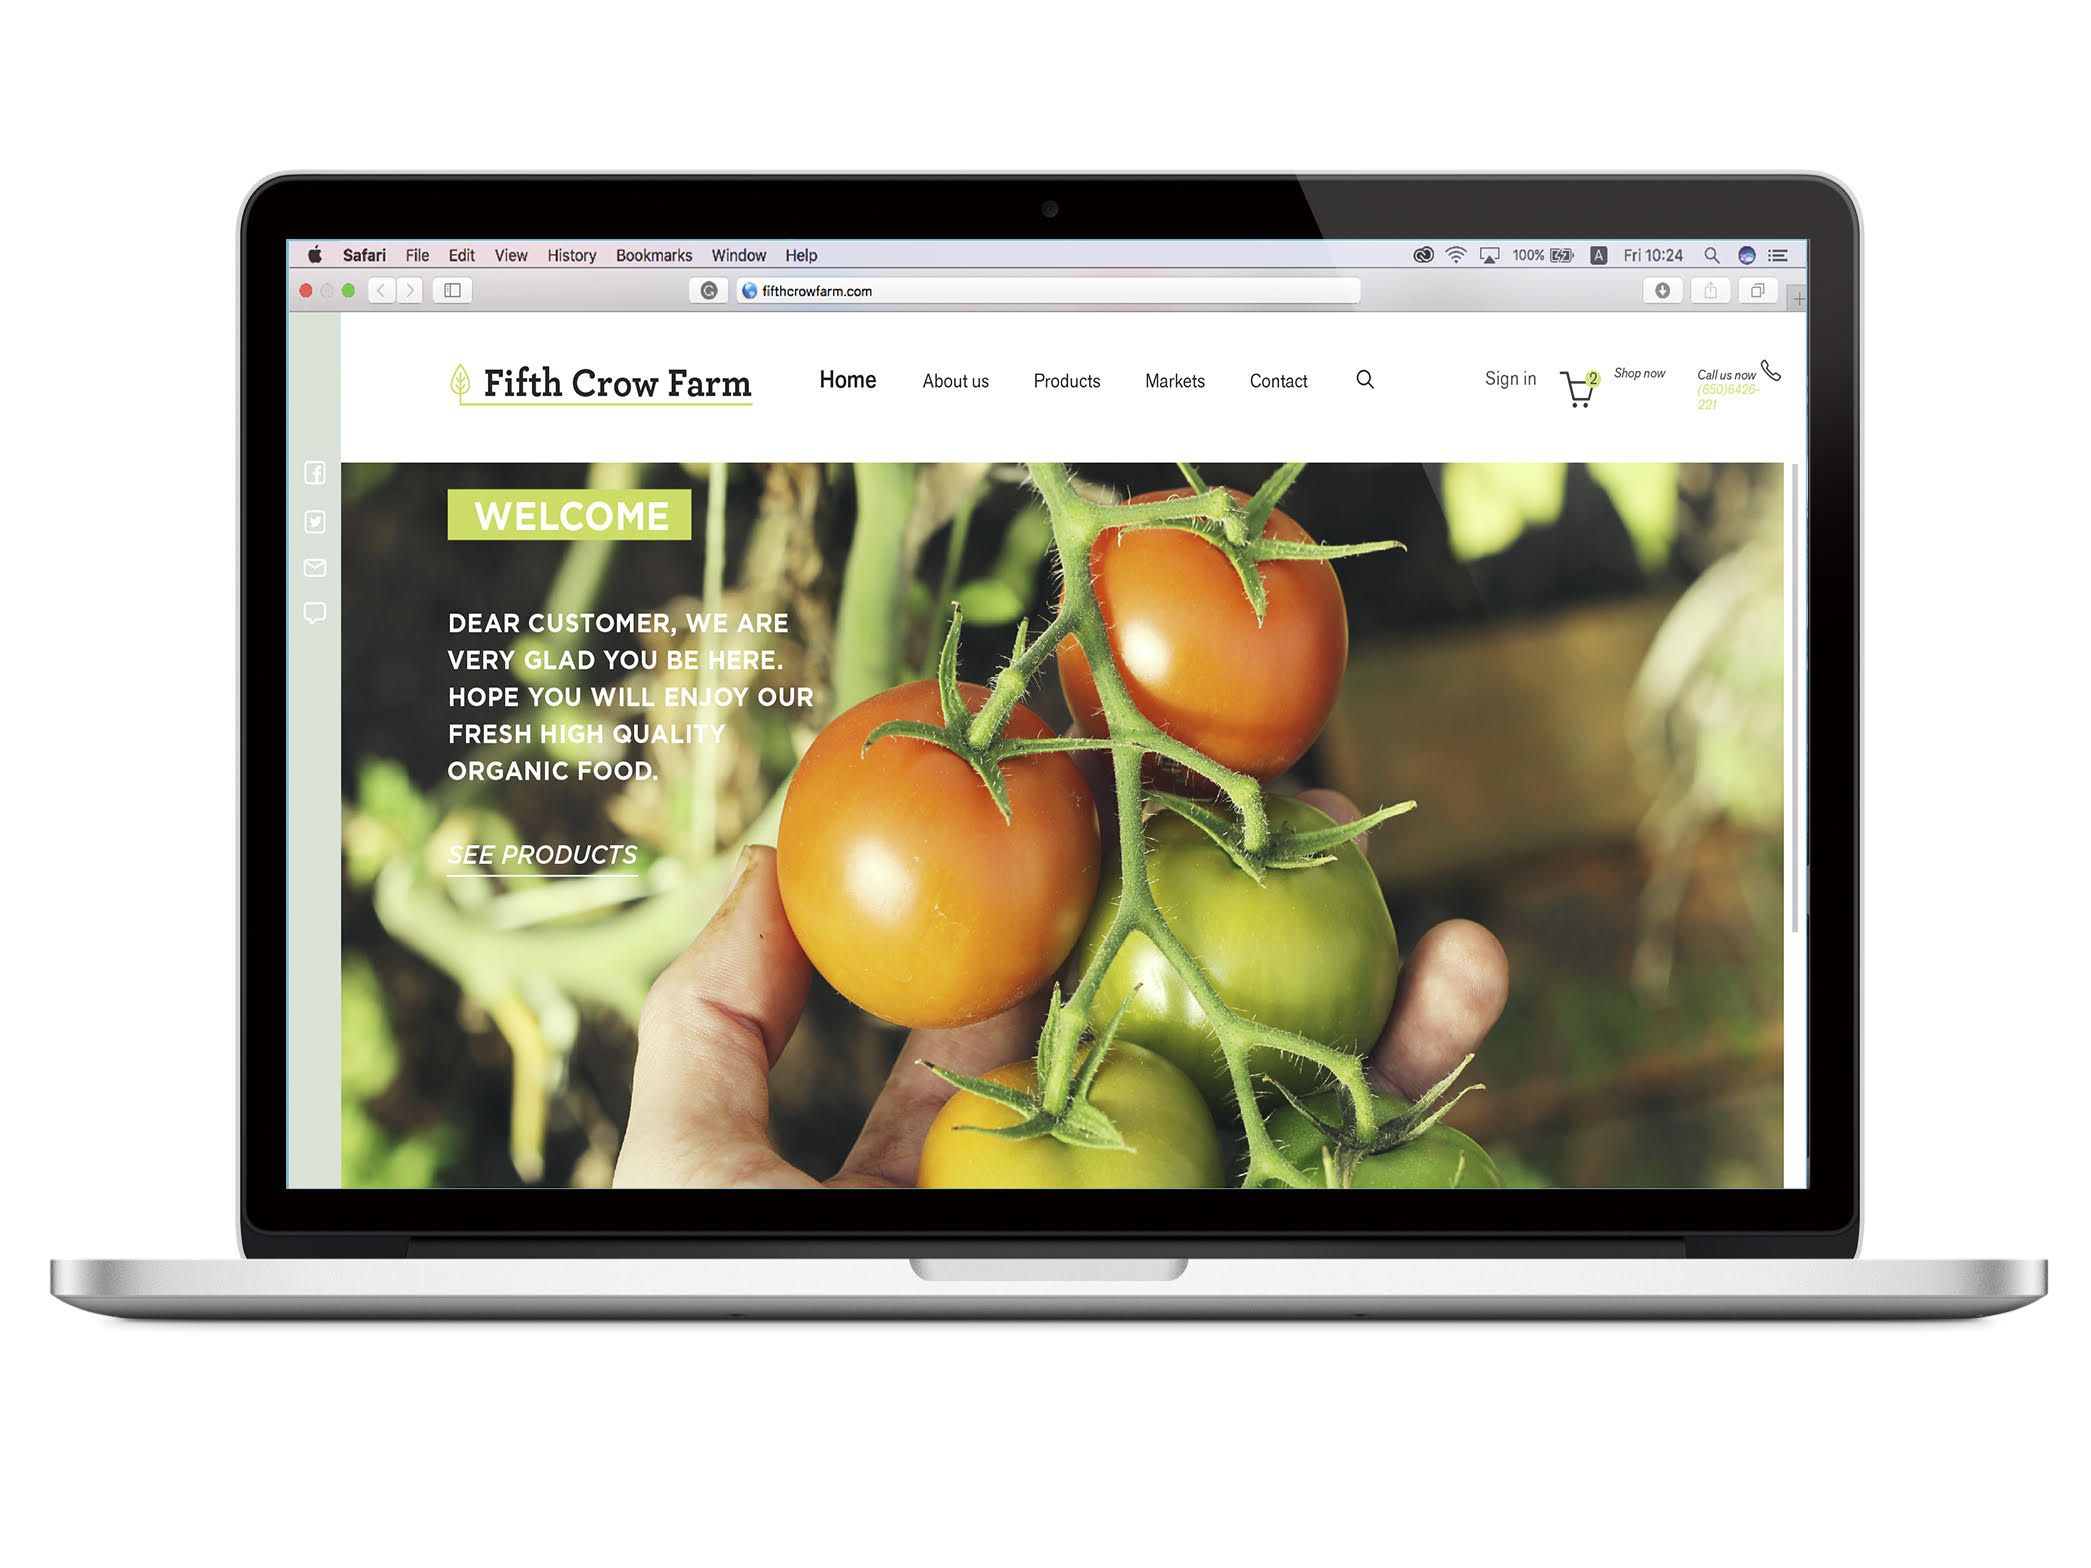 Safari File Edit View History Bookmarks Window Help 100% A Fri 10:24
fifthcrowfarm.com
Fifth Crow Farm Home About us Products Markets Contact Sign in 2 Shop now Call us now
(650)6426-
221
WELCOME
DEAR CUSTOMER, WE ARE
VERY GLAD YOU BE HERE.
HOPE YOU WILL ENJOY OUR
FRESH HIGH QUALITY
ORGANIC FOOD.
SEE PRODUCTS